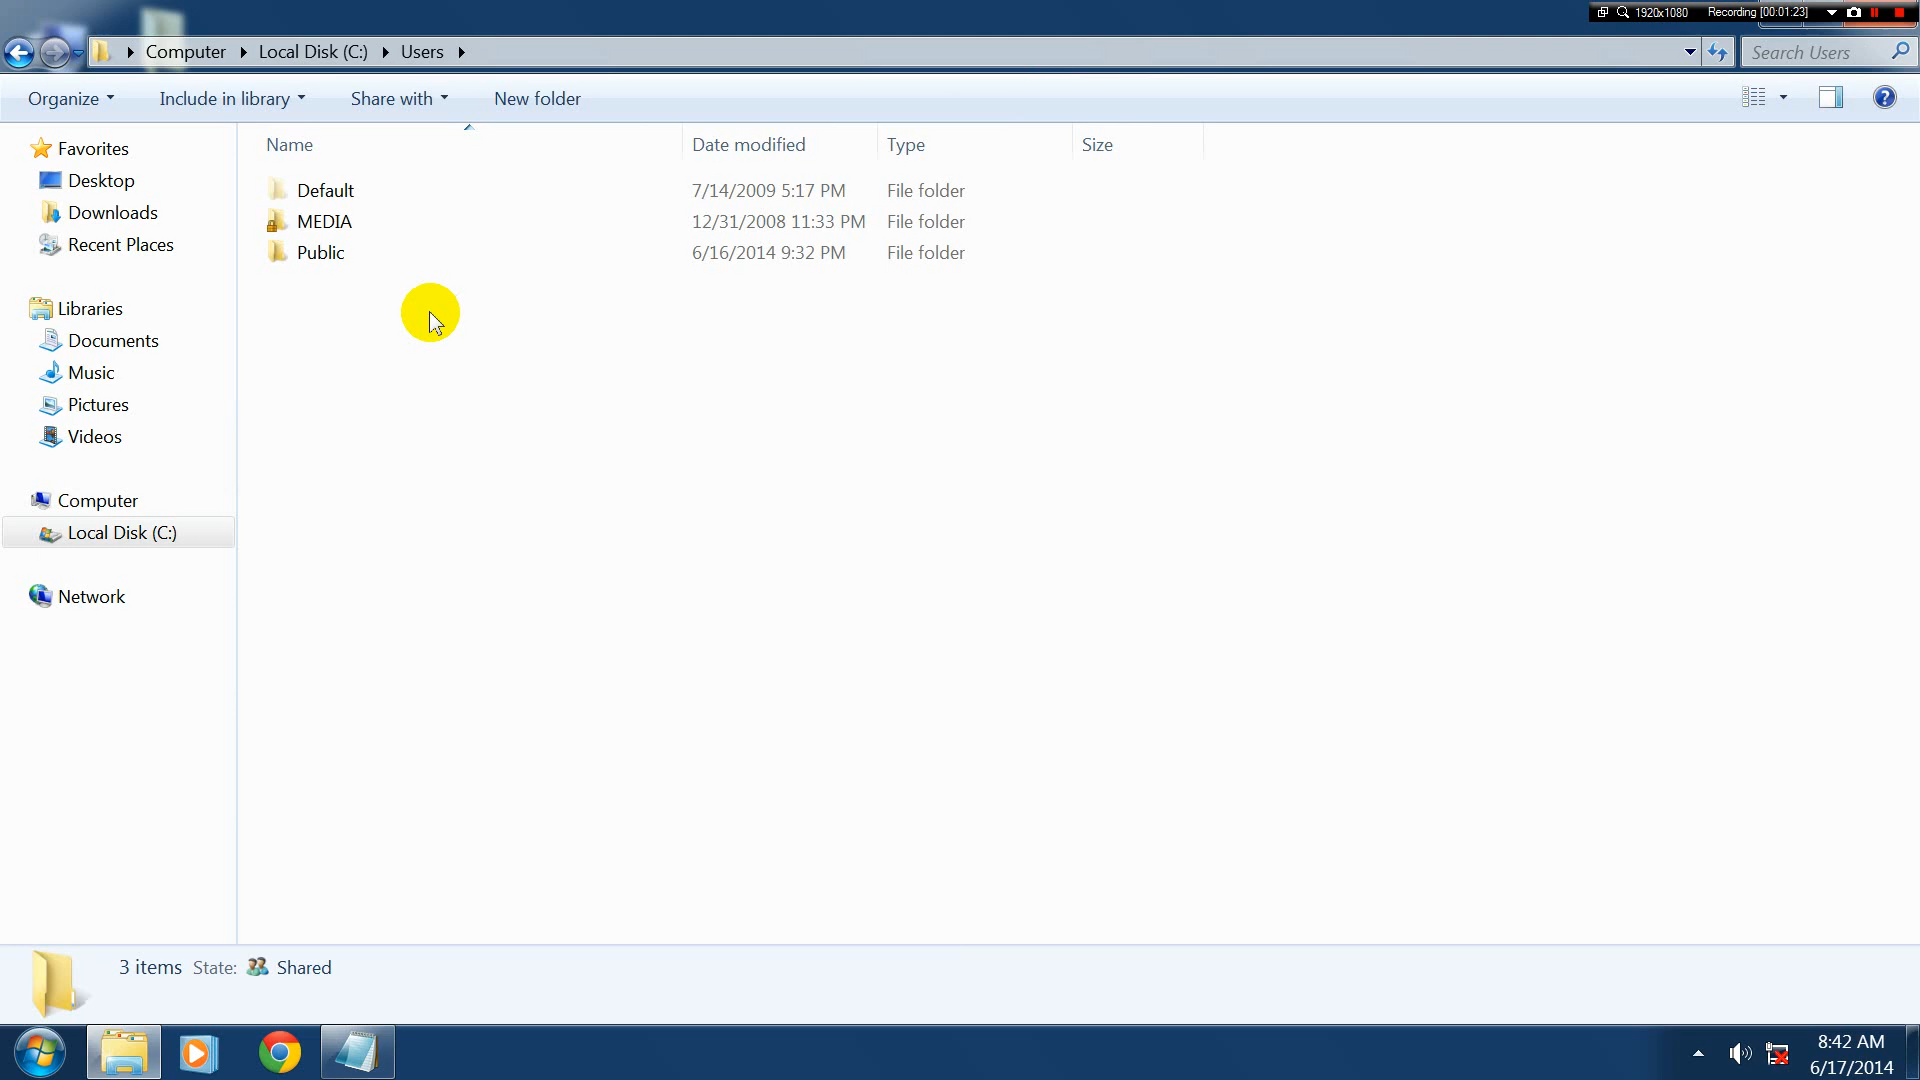 1920x1080 Recording [00:01:23]
Computer Local Disk (C:) Users
Search Users
Organize Include in library Share with New folder
Name Date modified Type Size
Default 7/14/2009 5:17 PM File folder
MEDIA 12/31/2008 11:33 PM File folder
Public 6/16/2014 9:32 PM File folder
Favorites
Desktop
Downloads
Recent Places
Libraries
Documents
Music
Pictures
Videos
Computer
Local Disk (C:)
Network
3 items State: Shared
8:42 AM
6/17/2014